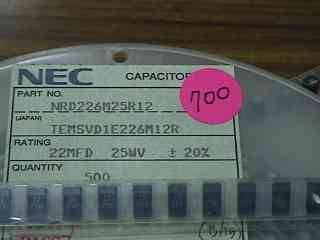 NEC CAPACITOR
700
PART NO.
NRD226M25R12
(JAPAN)
TEMSVD1E226M12R
RATING
22MFD 25WV ± 20%
QUANTITY
500